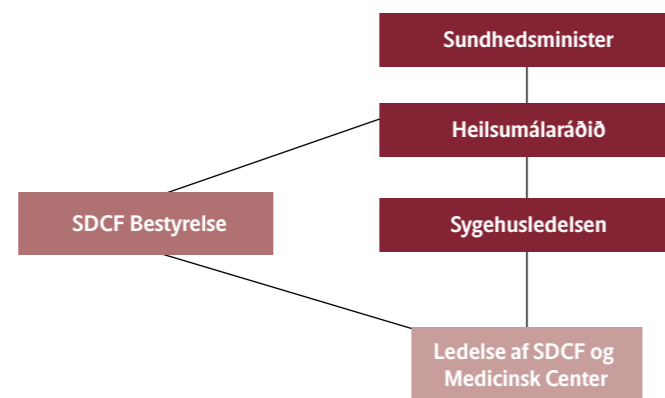 Sundhedsminister
Heilsumálaráðið
SDCF Bestyrelse
Sygehusledelsen
Ledelse af SDCF og
Medicinsk Center